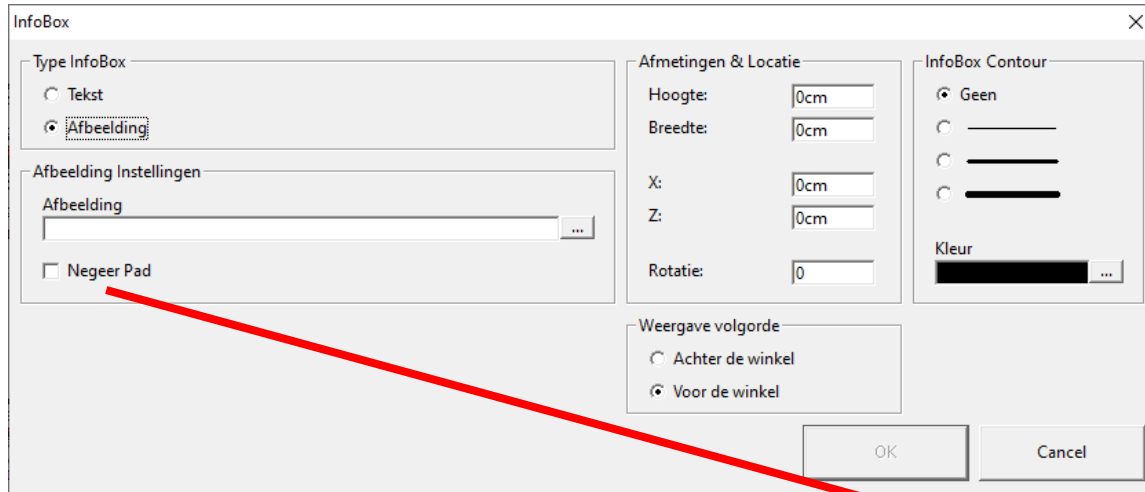 InfoBox
Type InfoBox
Tekst
Afbeelding
Afbeelding Instellingen
Afbeelding
...
Negeer Pad
Afmetingen & Locatie
Hoogte: 0cm
Breedte: 0cm
X: 0cm
Z: 0cm
Rotatie: 0
InfoBox Contour
Geen
Kleur
...
Weergave volgorde
Achter de winkel
Voor de winkel
OK
Cancel